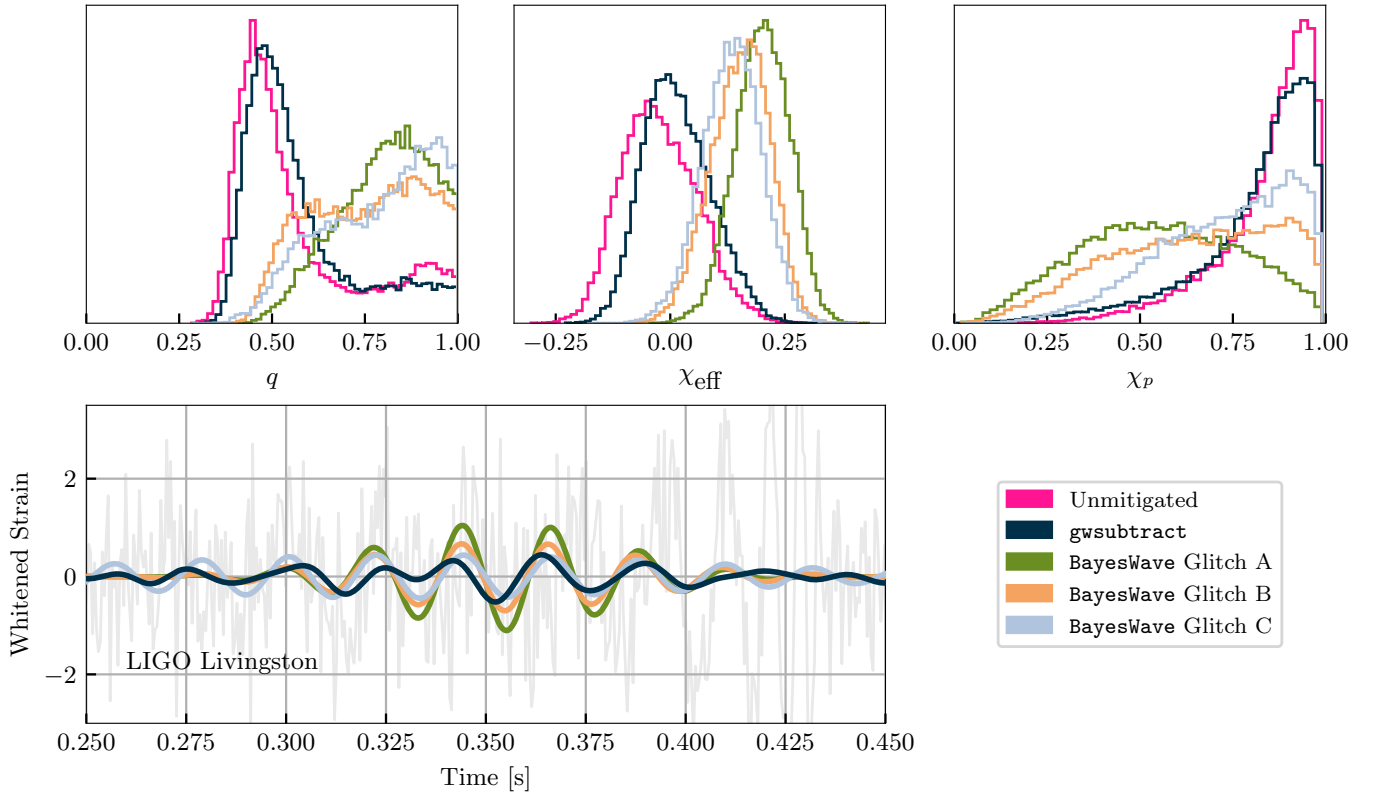 0.00 0.25 0.50 0.75 1.00
q
−0.25 0.00 0.25
χeff
0.00 0.25 0.50 0.75 1.00
χp
Whitened Strain
2
0
−2
LIGO Livingston
0.250 0.275 0.300 0.325 0.350 0.375 0.400 0.425 0.450
Time [s]
Unmitigated
gwsubtract
BayesWave Glitch A
BayesWave Glitch B
BayesWave Glitch C